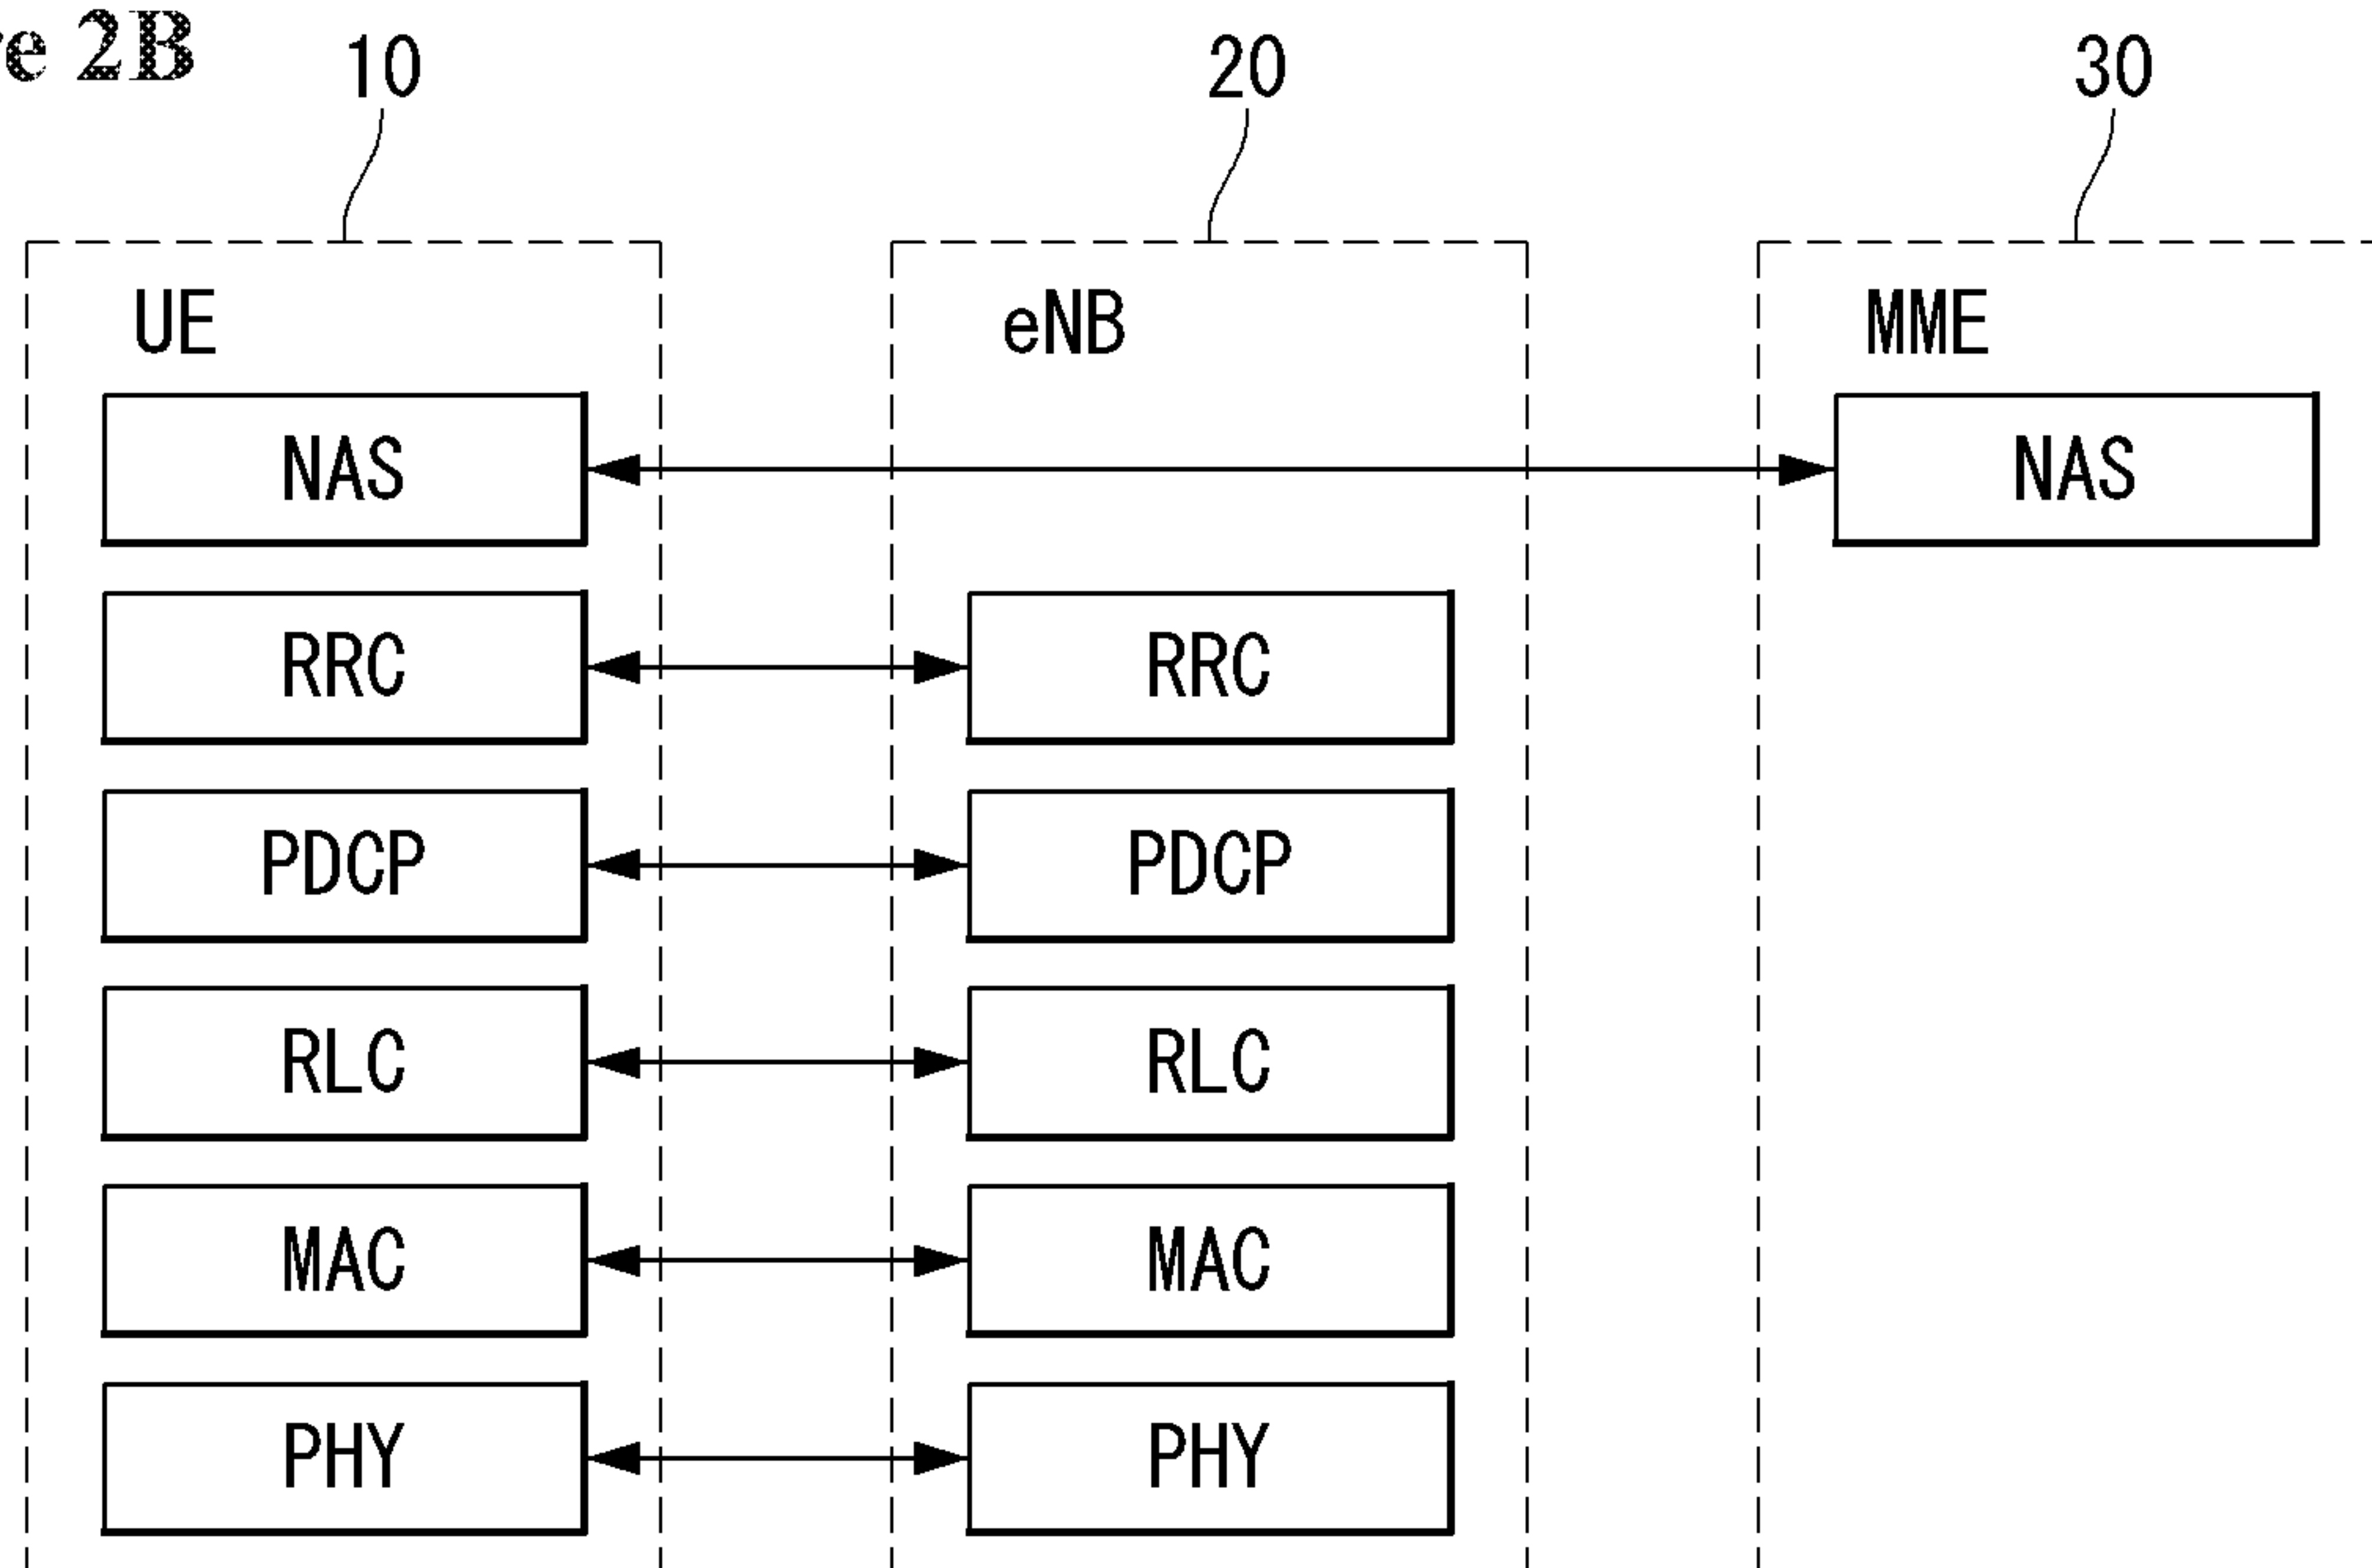 e 2B
10 20 30
UE eNB MME
NAS NAS
RRC RRC
PDCP PDCP
RLC RLC
MAC MAC
PHY PHY